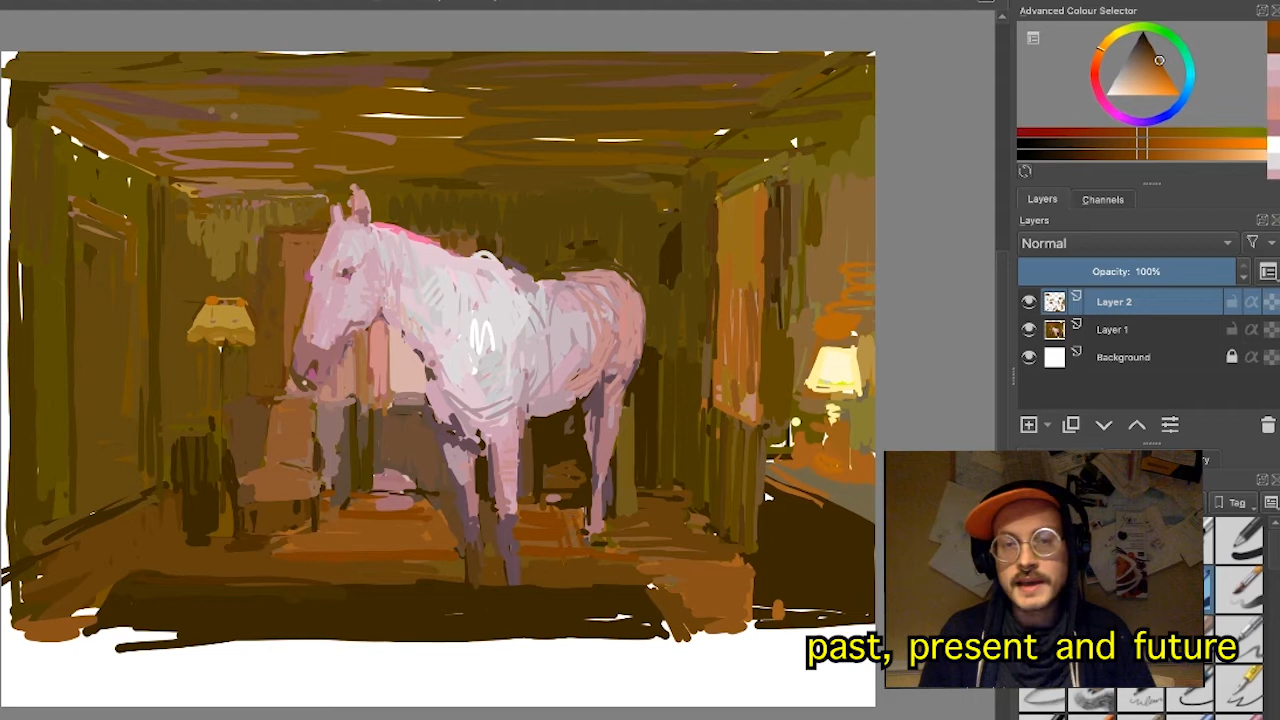 Advanced Colour Selector
Layers
Channels
Layers
Normal
Opacity: 100%
Layer 2
Layer 1
Background
Tag
past, present and future